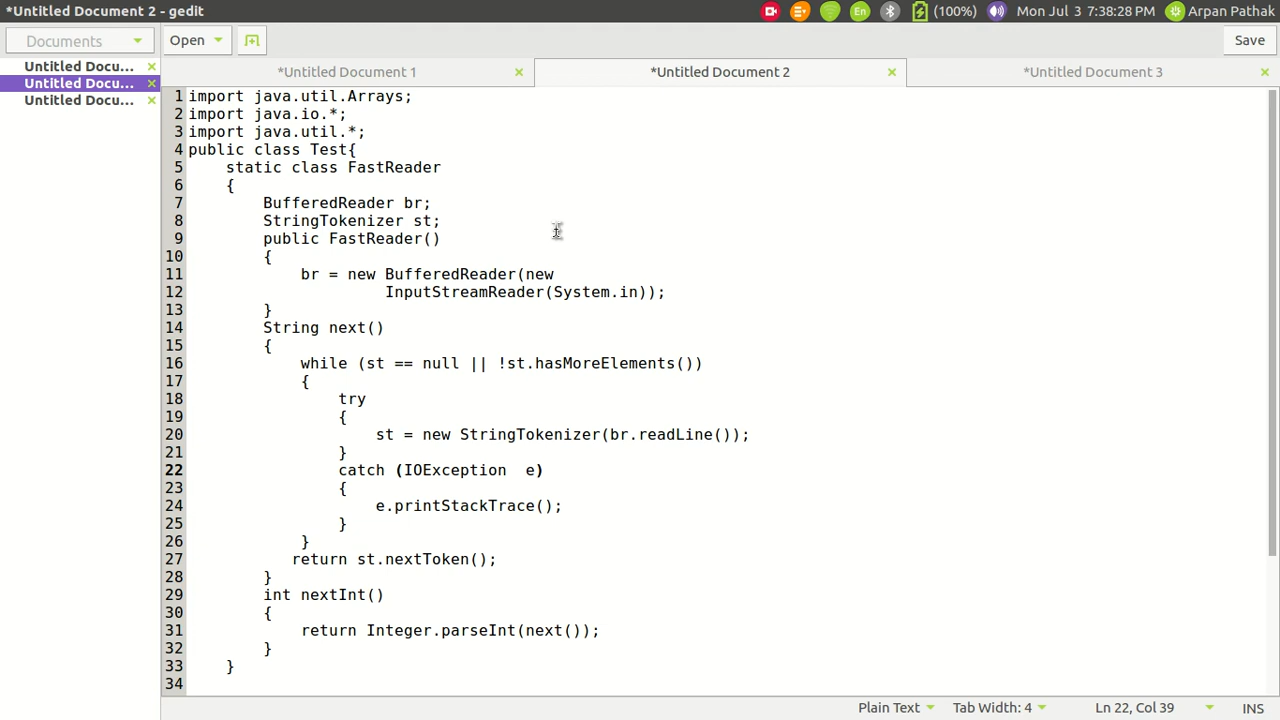 *Untitled Document 2 - gedit
En
(100%)
Mon Jul 3 7:38:28 PM
Arpan Pathak
Documents
Open
Save
Untitled Docu...
Untitled Docu...
Untitled Docu...
*Untitled Document 1
*Untitled Document 2
*Untitled Document 3
1 import java.util.Arrays;
2 import java.io.*;
3 import java.util.*;
4 public class Test{
5     static class FastReader
6     {
7         BufferedReader br;
8         StringTokenizer st;
9         public FastReader()
10         {
11             br = new BufferedReader(new
12                      InputStreamReader(System.in));
13         }
14         String next()
15         {
16             while (st == null || !st.hasMoreElements())
17             {
18                 try
19                 {
20                     st = new StringTokenizer(br.readLine());
21                 }
22                 catch (IOException  e)
23                 {
24                     e.printStackTrace();
25                 }
26             }
27            return st.nextToken();
28         }
29         int nextInt()
30         {
31             return Integer.parseInt(next());
32         }
33     }
34
Plain Text
Tab Width: 4
Ln 22, Col 39
INS